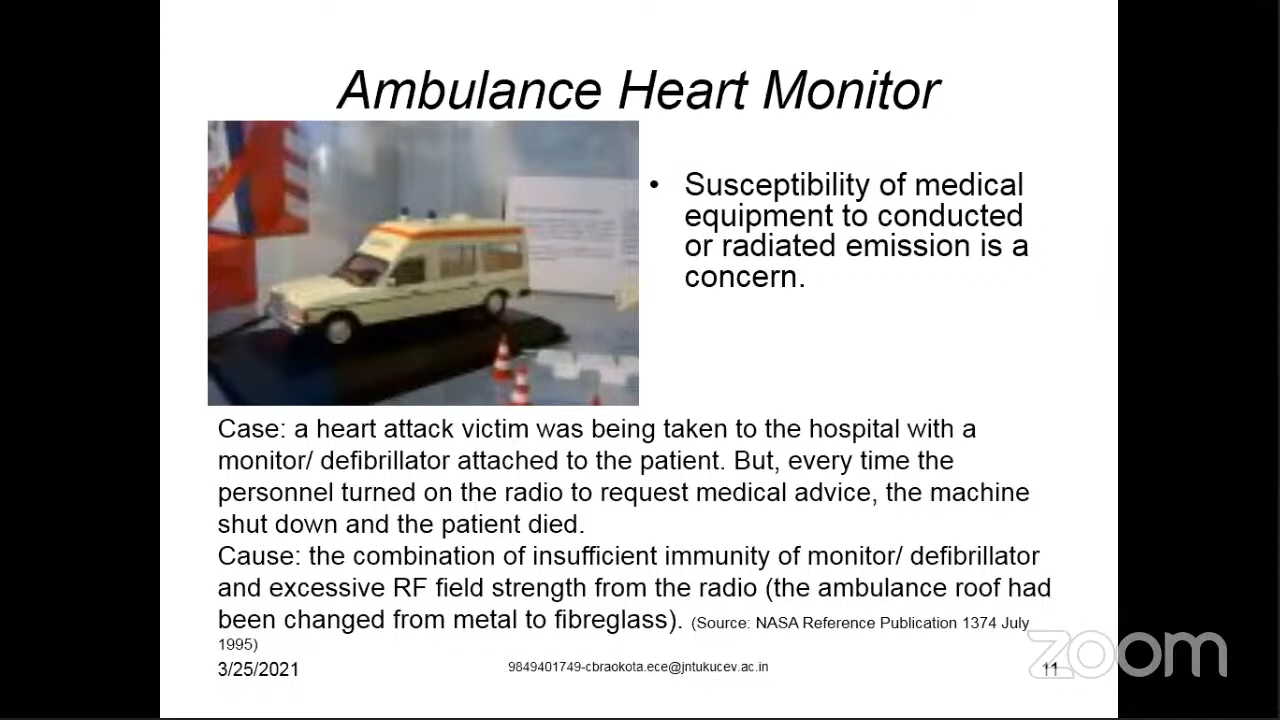 Ambulance Heart Monitor
• Susceptibility of medical
equipment to conducted
or radiated emission is a
concern.
Case: a heart attack victim was being taken to the hospital with a
monitor/ defibrillator attached to the patient. But, every time the
personnel turned on the radio to request medical advice, the machine
shut down and the patient died.
Cause: the combination of insufficient immunity of monitor/ defibrillator
and excessive RF field strength from the radio (the ambulance roof had
been changed from metal to fibreglass). (Source: NASA Reference Publication 1374 July
1995)
3/25/2021
9849401749-cbraokota.ece@jntukucev.ac.in
11
zoom